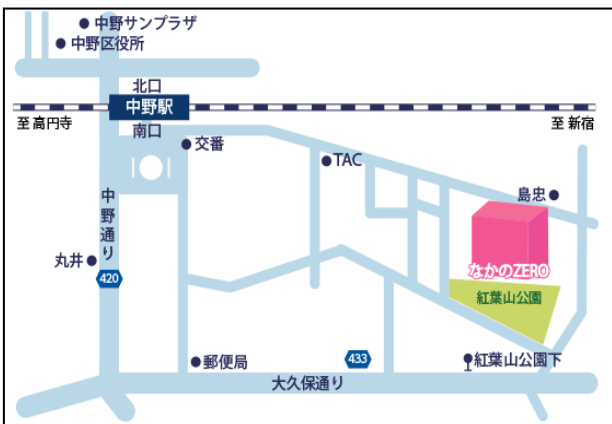 中野サンプラザ
中野区役所
北口
中野駅
至 高円寺
南口
至 新宿
交番
TAC
島忠
中野通り
丸井
420
なかのZERO
紅葉山公園
郵便局
433
紅葉山公園下
大久保通り